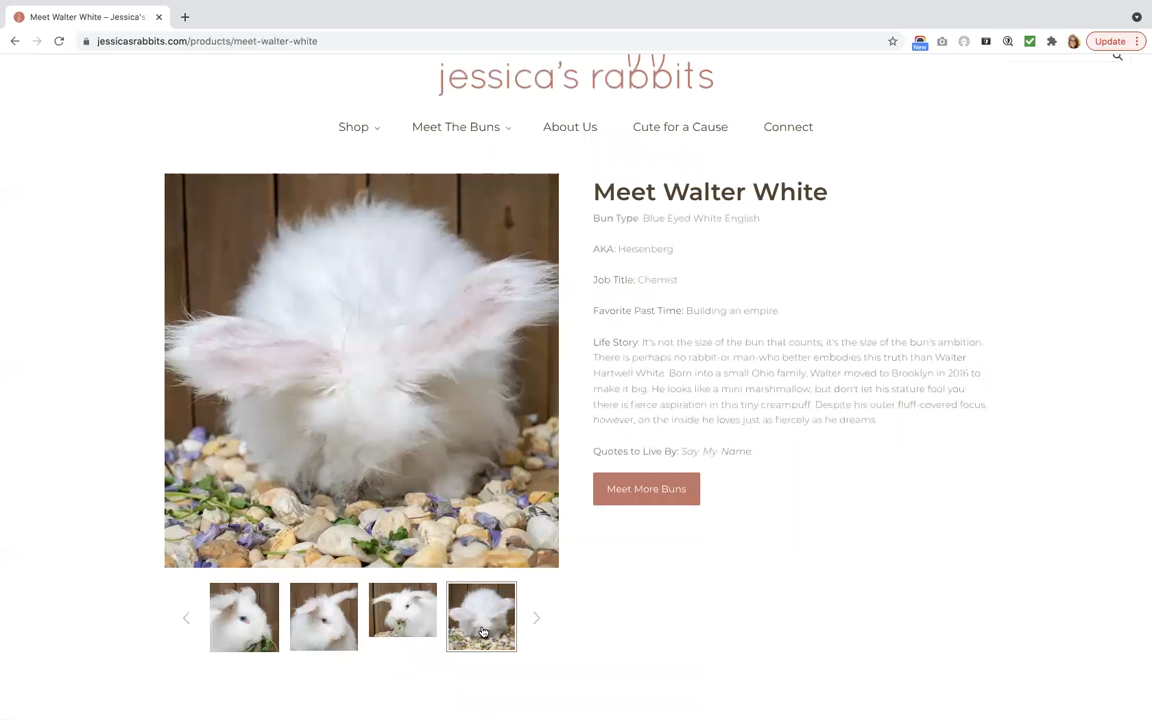 Meet Walter White – Jessica's
jessicasrabbits.com/products/meet-walter-white
New
Update
jessica's rabbits
Shop
Meet The Buns
About Us
Cute for a Cause
Connect
Meet Walter White
Bun Type: Blue Eyed White English
AKA: Heisenberg
Job Title: Chemist
Favorite Past Time: Building an empire
Life Story: It's not the size of the bun that counts; it's the size of the bun's ambition.
There is perhaps no rabbit-or man-who better embodies this truth than Walter
Hartwell White. Born into a small Ohio family, Walter moved to Brooklyn in 2016 to
make it big. He looks like a mini marshmallow, but don't let his stature fool you:
there is fierce aspiration in this tiny creampuff. Despite his outer fluff-covered focus,
however, on the inside he loves just as fiercely as he dreams.
Quotes to Live By: Say. My. Name.
Meet More Buns